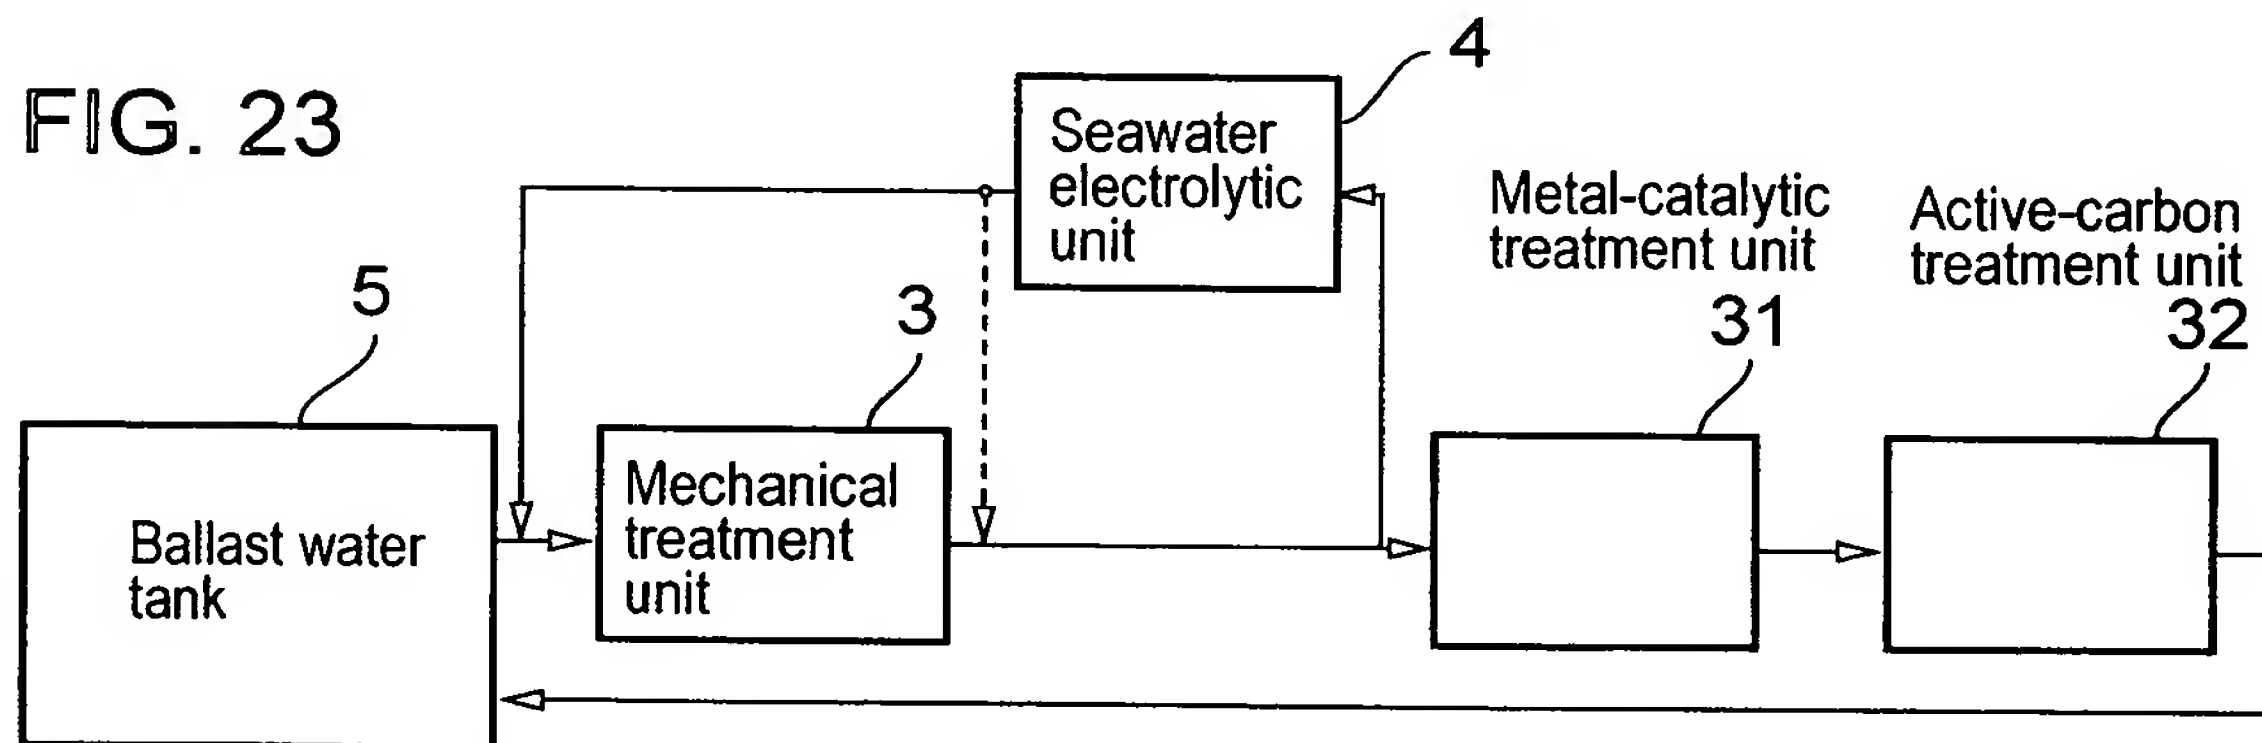 FIG. 23
4
Seawater
electrolytic
unit
Metal-catalytic
treatment unit
31
Active-carbon
treatment unit
32
5
3
Ballast water
tank
Mechanical
treatment
unit